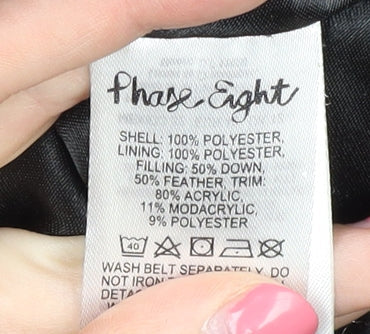 Phase Eight
SHELL: 100% POLYESTER,
LINING: 100% POLYESTER,
FILLING: 50% DOWN,
50% FEATHER, TRIM:
80% ACRYLIC,
11% MODACRYLIC,
9% POLYESTER
40
WASH BELT SEPARATELY, DO
NOT IRON